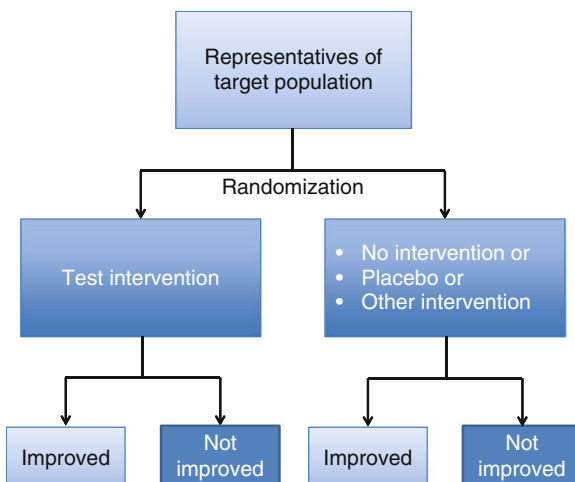 Representatives of
target population
Randomization
Test intervention
• No intervention or
• Placebo or
• Other intervention
Improved
Not
improved
Improved
Not
improved